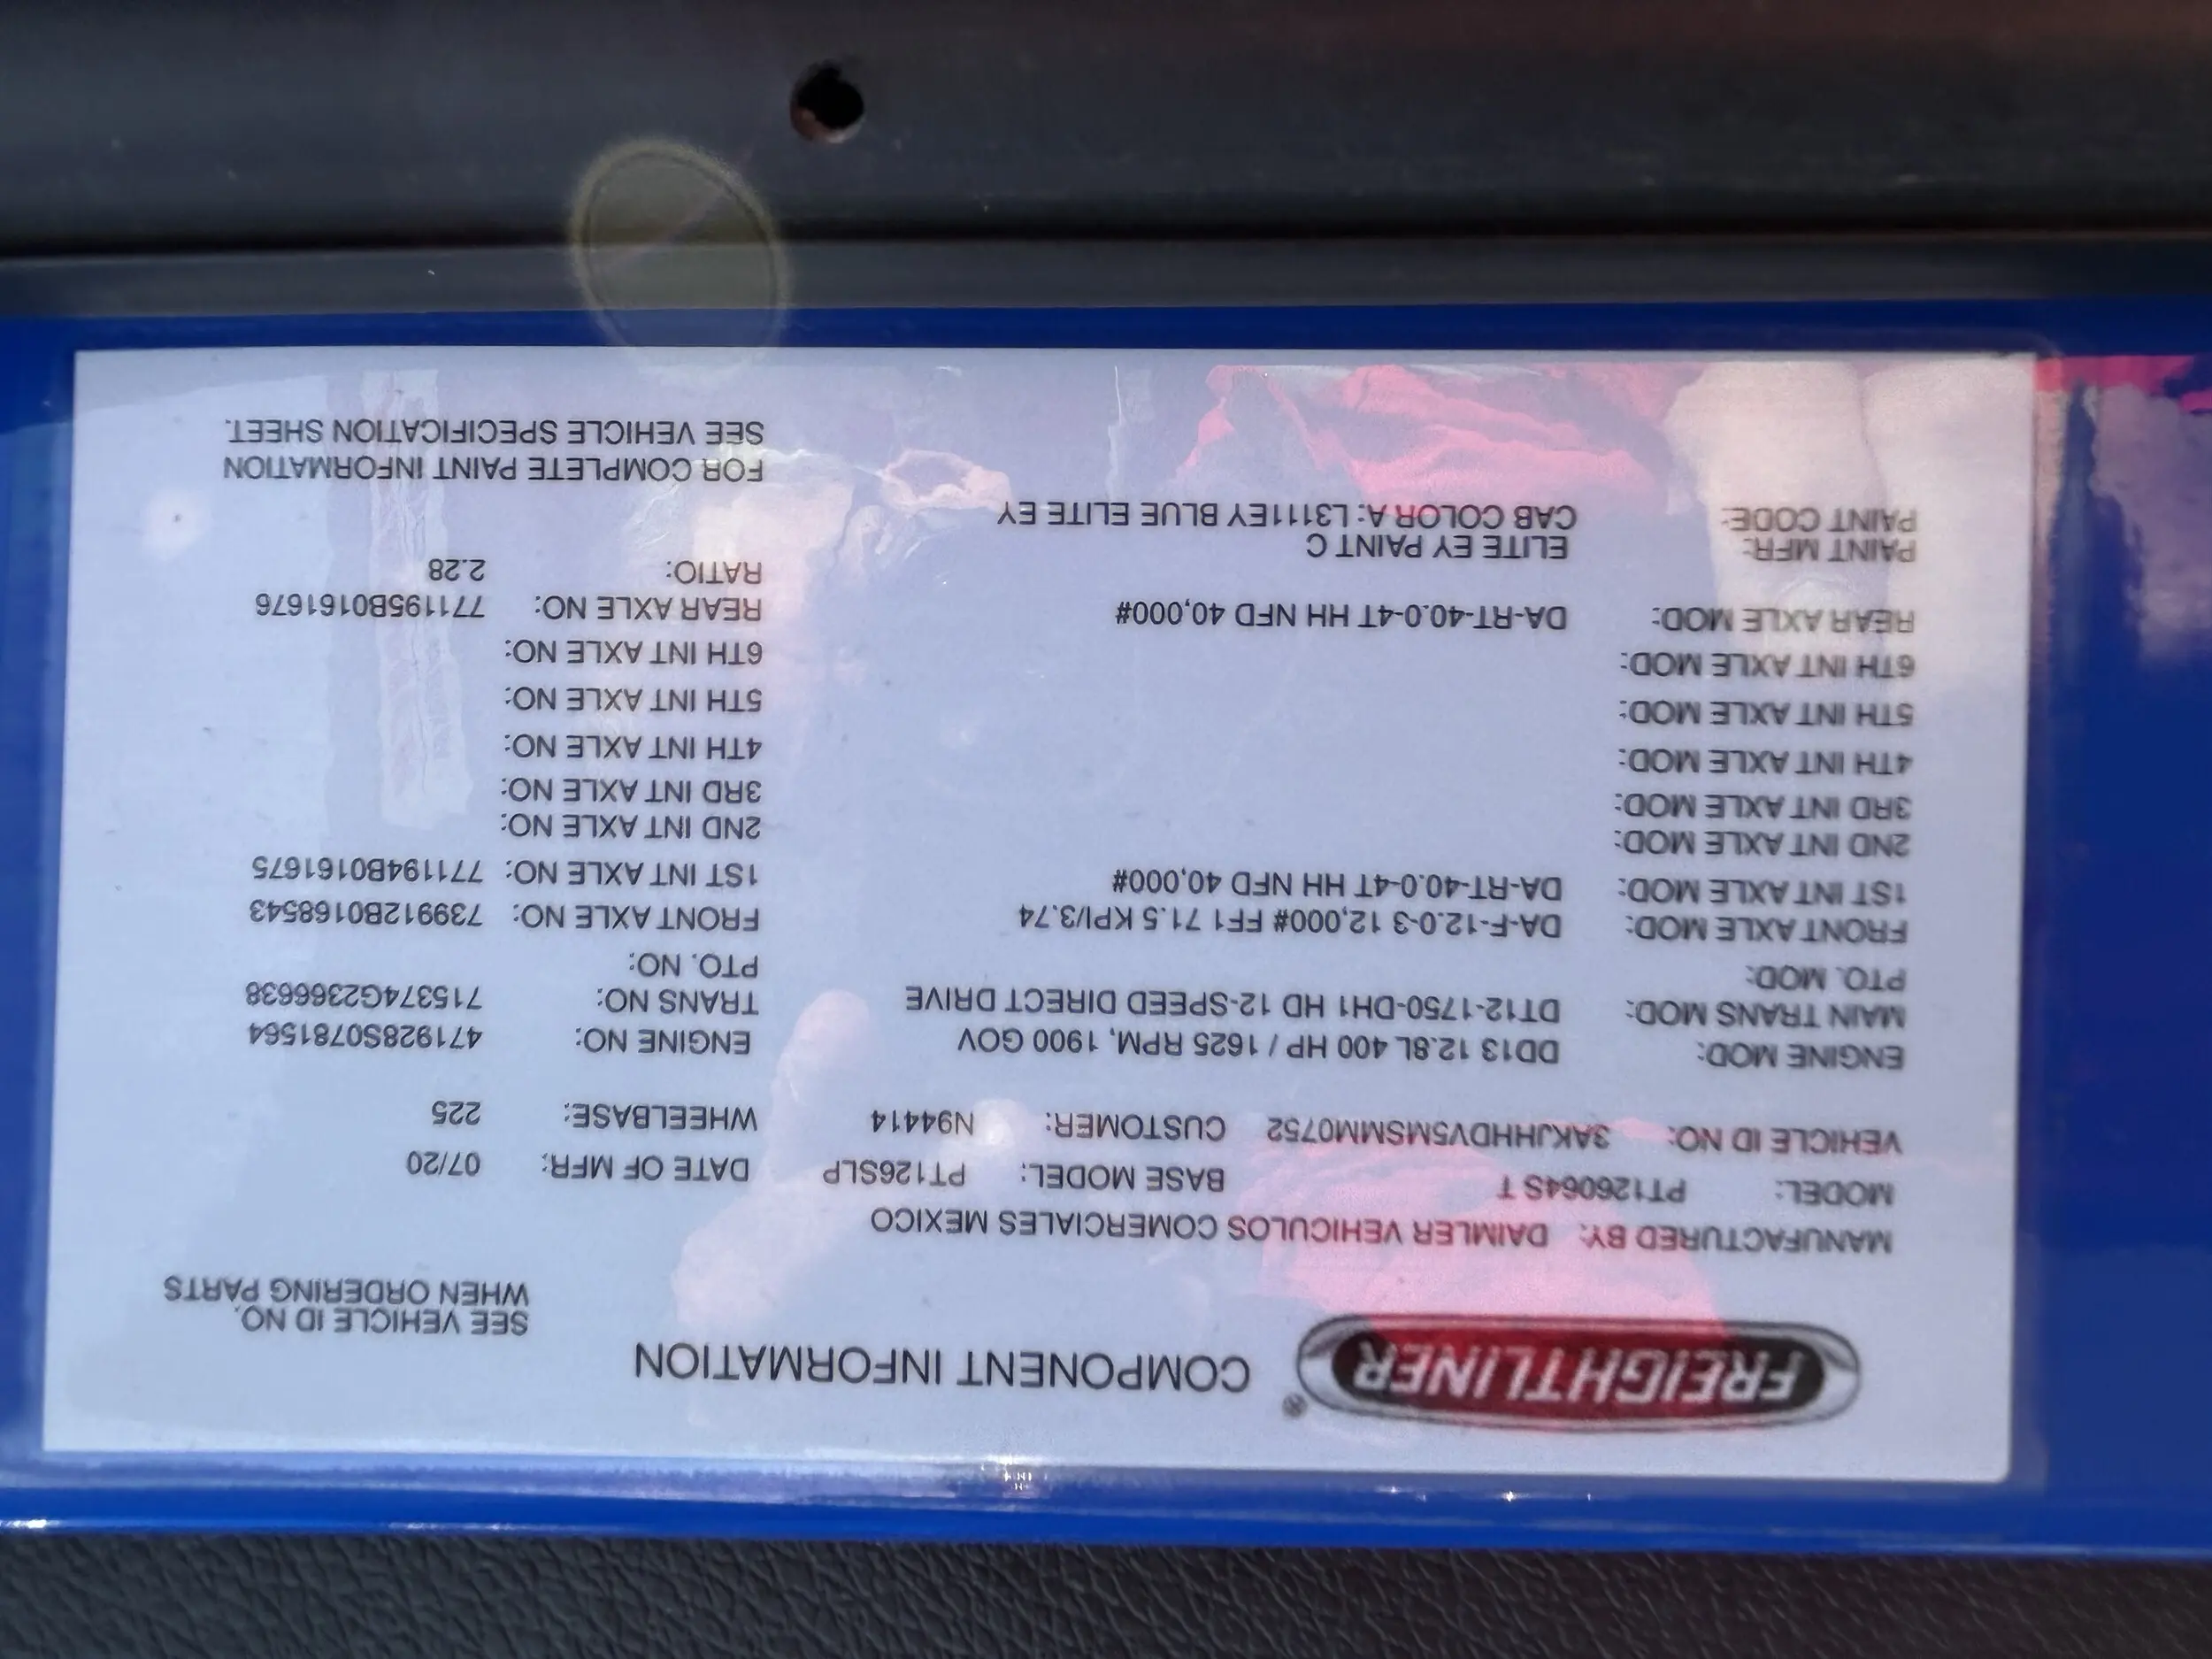 FREIGHTLINER® COMPONENT INFORMATION
SEE VEHICLE ID NO.
WHEN ORDERING PARTS
MANUFACTURED BY: DAIMLER VEHICULOS COMERCIALES MEXICO
MODEL: PT126064S T BASE MODEL: PT126SLP DATE OF MFR: 07/20
VEHICLE ID NO: 3AKJHHDV5MSMM0752 CUSTOMER: N94414 WHEELBASE: 225
ENGINE MOD: DD13 12.8L 400 HP / 1625 RPM, 1900 GOV ENGINE NO: 471928S0781564
MAIN TRANS MOD: DT12-1750-DH1 HD 12-SPEED DIRECT DRIVE TRANS NO: 715374G2366638
PTO. MOD: PTO. NO:
FRONT AXLE MOD: DA-F-12.0-3 12,000# FF1 71.5 KPI/3.74 FRONT AXLE NO: 739912B0168543
1ST INT AXLE MOD: DA-RT-40.0-4T HH NFD 40,000# 1ST INT AXLE NO: 771194B0161675
2ND INT AXLE MOD: 2ND INT AXLE NO:
3RD INT AXLE MOD: 3RD INT AXLE NO:
4TH INT AXLE MOD: 4TH INT AXLE NO:
5TH INT AXLE MOD: 5TH INT AXLE NO:
6TH INT AXLE MOD: 6TH INT AXLE NO:
REAR AXLE MOD: DA-RT-40.0-4T HH NFD 40,000# REAR AXLE NO: 771195B0161676
RATIO: 2.28
PAINT MFR: ELITE EY PAINT C
PAINT CODE: CAB COLOR A: L3111EY BLUE ELITE EY
FOR COMPLETE PAINT INFORMATION
SEE VEHICLE SPECIFICATION SHEET.